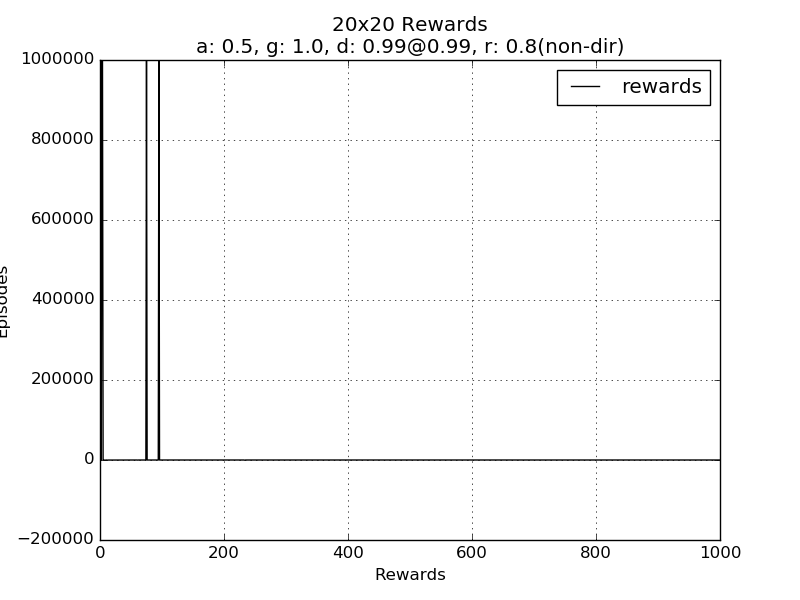 20x20 Rewards
a: 0.5, g: 1.0, d: 0.99@0.99, r: 0.8(non-dir)
1000000
rewards
800000
600000
400000
Episodes
200000
0
−200000
0 200 400 600 800 1000
Rewards